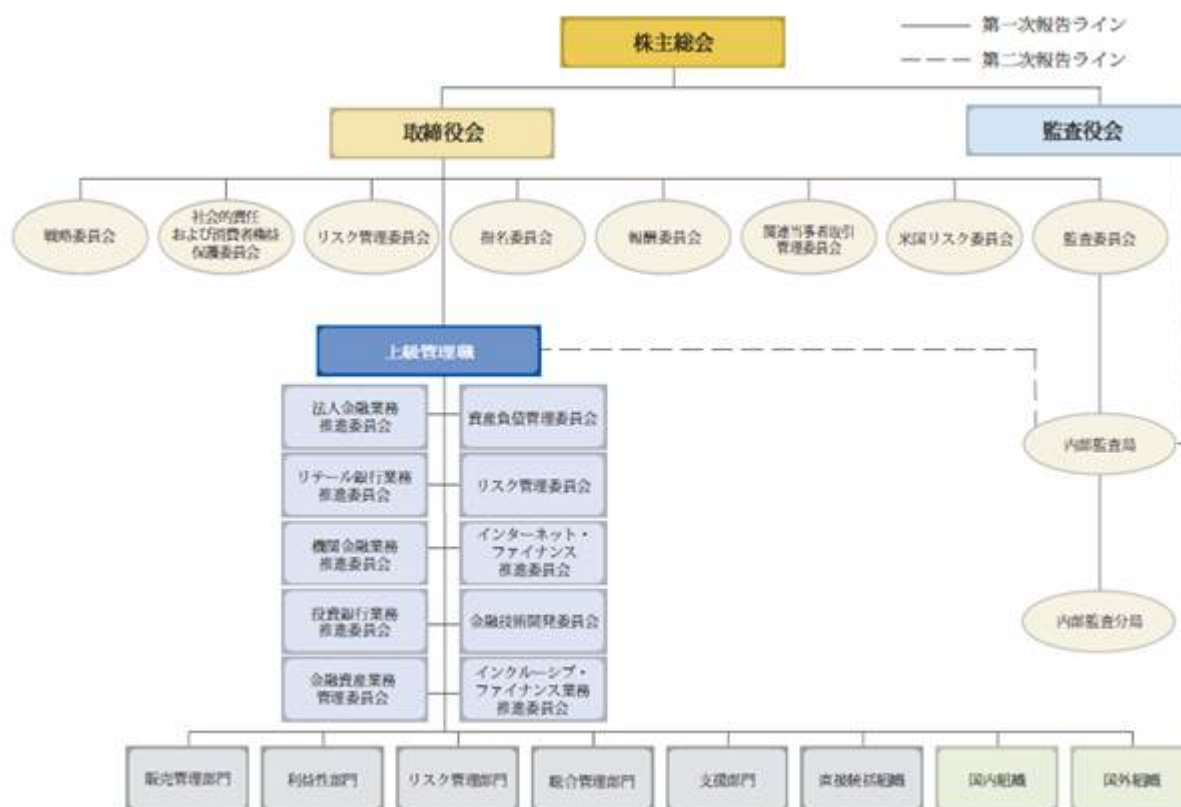 株主総会
第一次報告ライン
第二次報告ライン
取締役会
監査役会
戦略委員会
社会的責任
および消費者権益
保護委員会
リスク管理委員会
指名委員会
報酬委員会
関連当事者取引
管理委員会
米国リスク委員会
監査委員会
上級管理職
法人金融業務
推進委員会
資産負債管理委員会
リテール銀行業務
推進委員会
リスク管理委員会
機関金融業務
推進委員会
インターネット・
ファイナンス
推進委員会
投資銀行業務
推進委員会
金融技術開発委員会
金融資産業務
管理委員会
インクルーシブ・
ファイナンス業務
推進委員会
内部監査局
内部監査分局
販売管理部門
利益性部門
リスク管理部門
総合管理部門
支援部門
直接統括組織
国内組織
国外組織